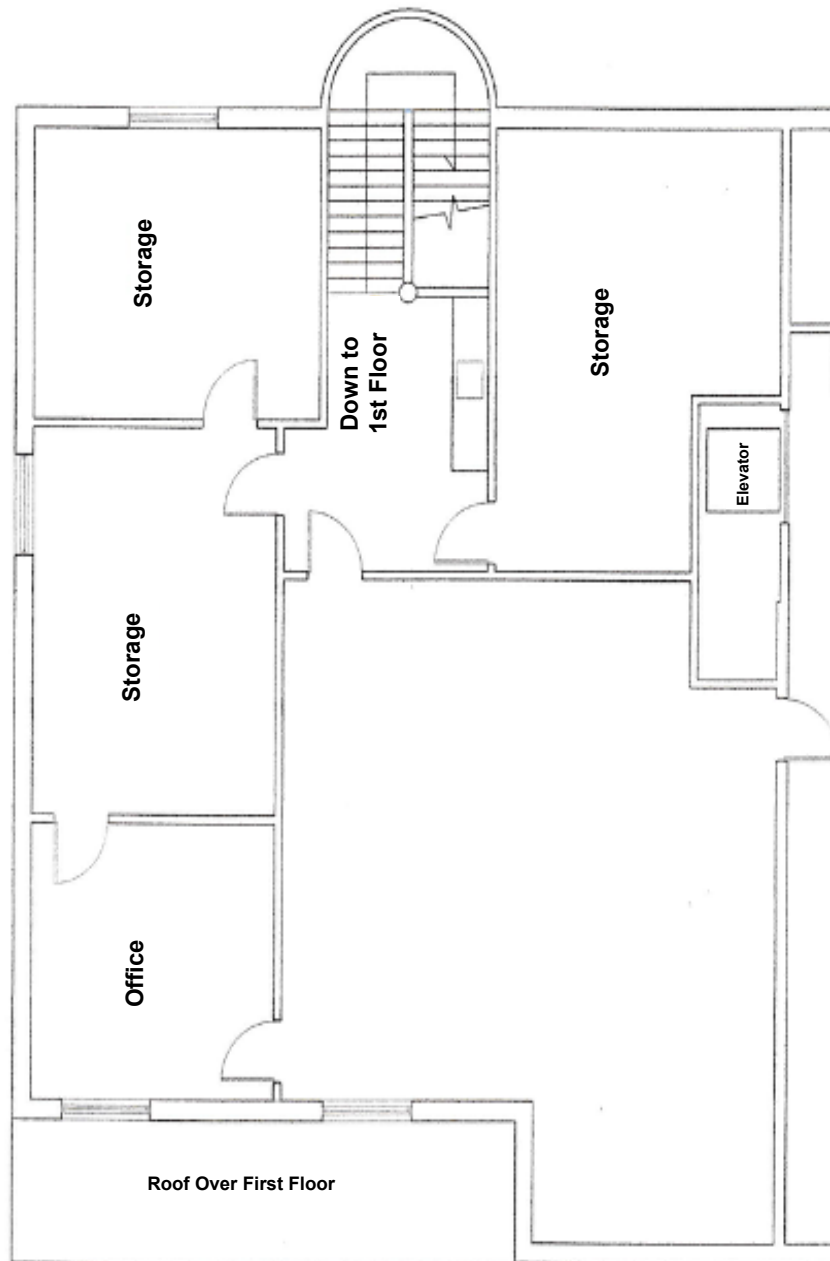 Storage
Down to
1st Floor
Storage
Elevator
Storage
Office
Roof Over First Floor